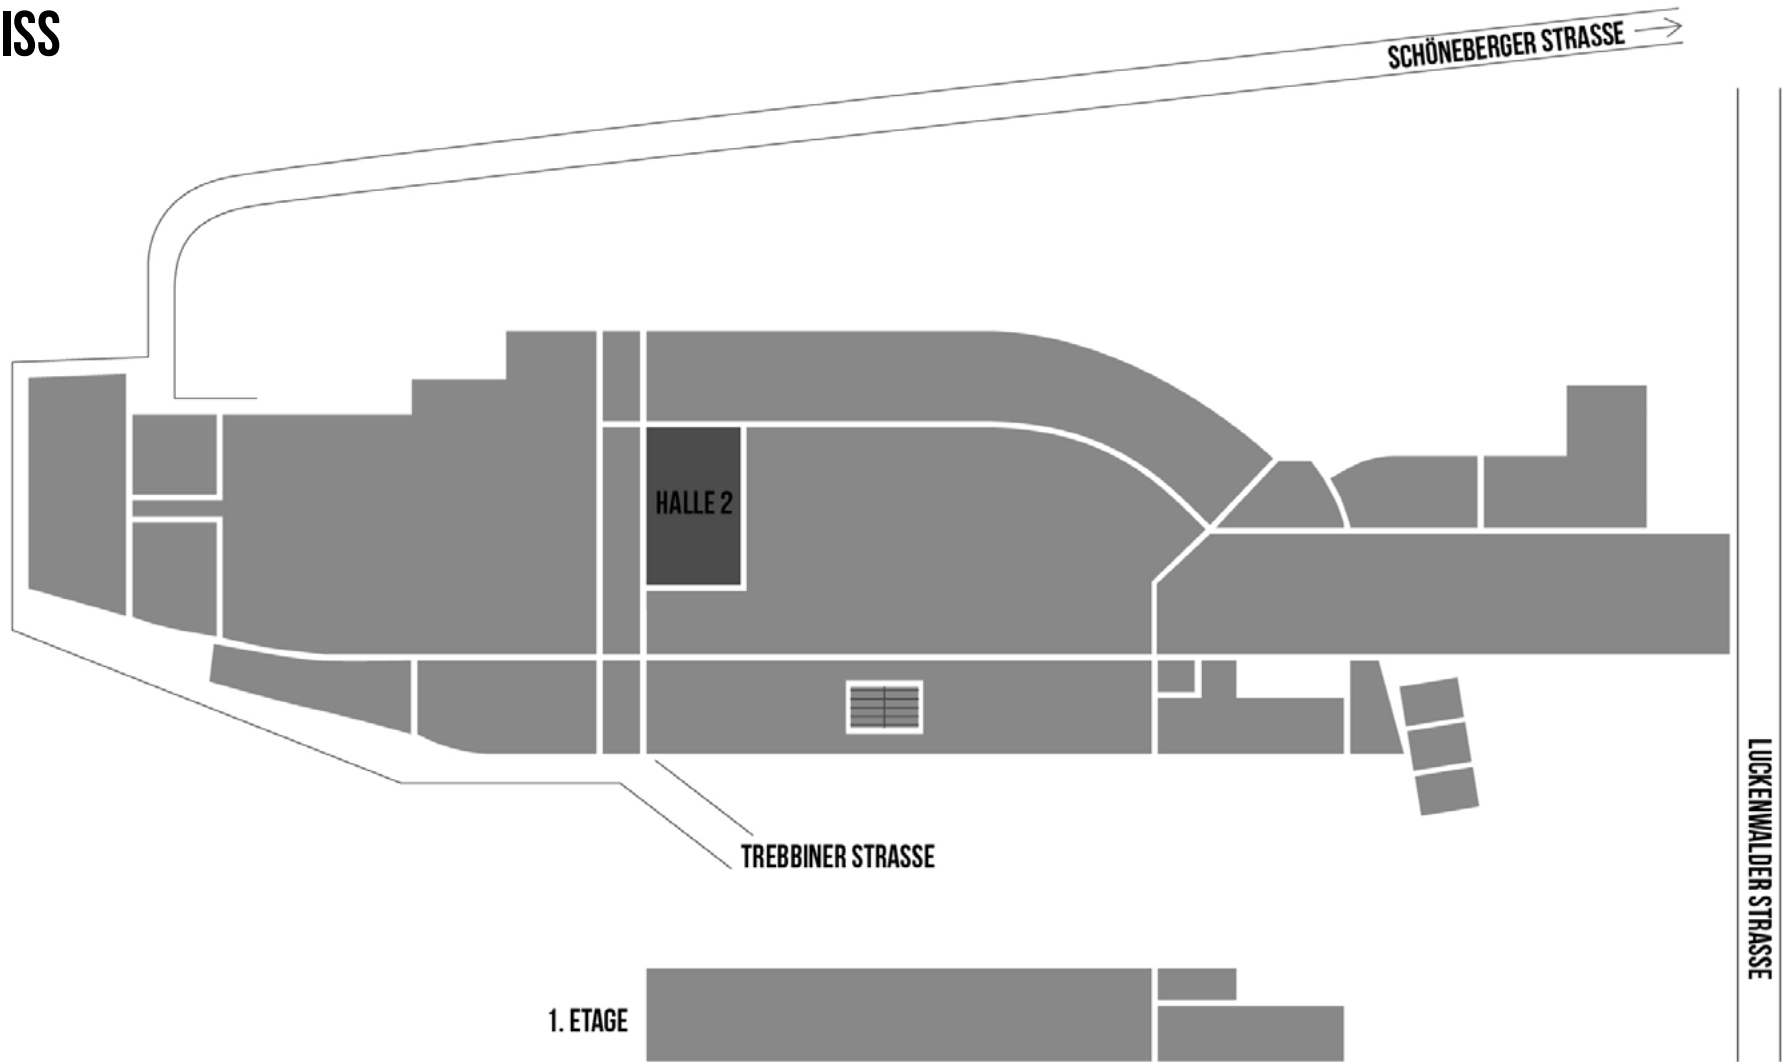 ISS
SCHÖNEBERGER STRASSE
HALLE 2
LUCKENWALDER STRASSE
TREBBINER STRASSE
1. ETAGE